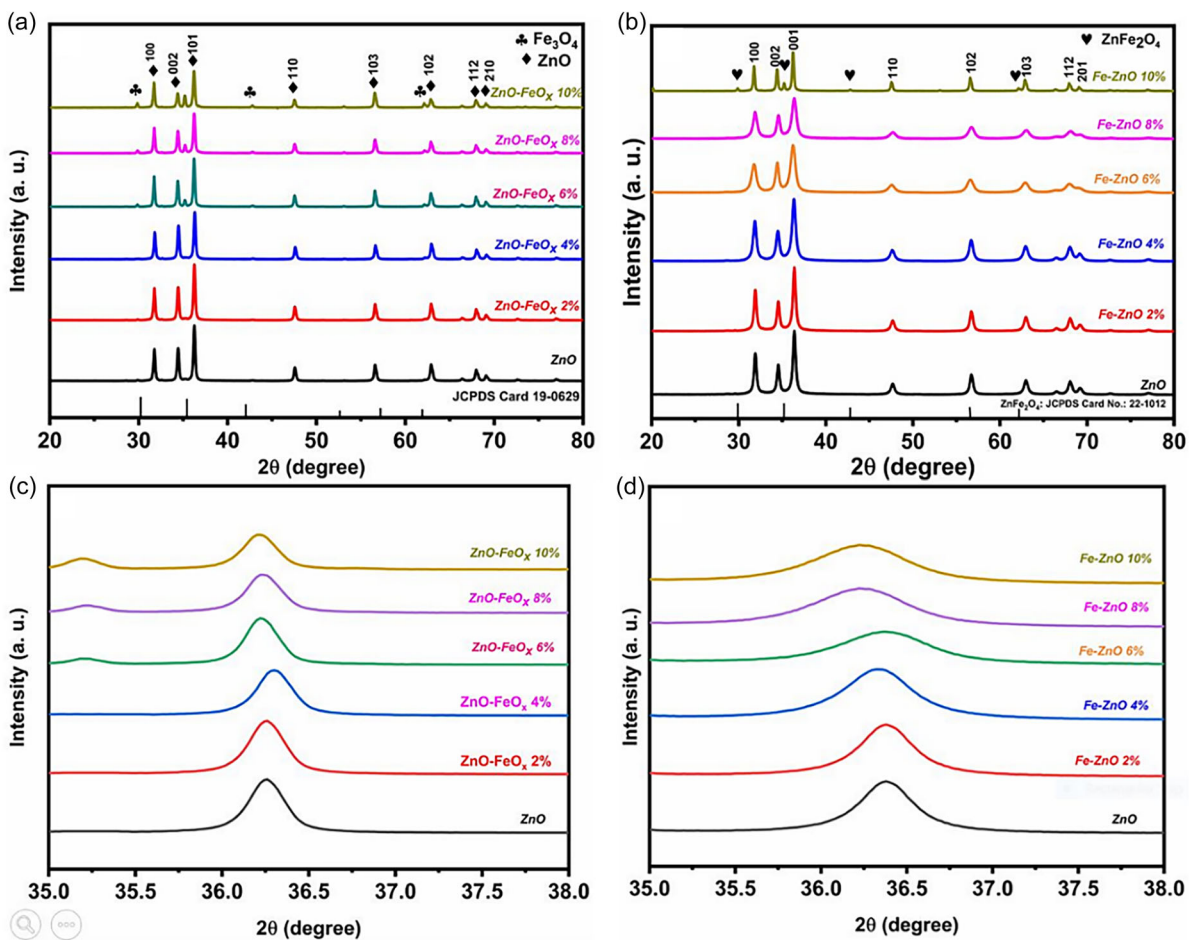 (a)
♣ Fe₃O₄
♦ ZnO
100
002
101
110
103
102
112
210
ZnO-FeOx 10%
ZnO-FeOx 8%
ZnO-FeOx 6%
ZnO-FeOx 4%
ZnO-FeOx 2%
ZnO
JCPDS Card 19-0629
Intensity (a. u.)
20 30 40 50 60 70 80
2θ (degree)
(b)
♥ ZnFe₂O₄
100
002
001
110
102
103
112
201
Fe-ZnO 10%
Fe-ZnO 8%
Fe-ZnO 6%
Fe-ZnO 4%
Fe-ZnO 2%
ZnO
ZnFe₂O₄: JCPDS Card No.: 22-1012
Intensity (a. u.)
20 30 40 50 60 70 80
2θ (degree)
(c)
ZnO-FeOx 10%
ZnO-FeOx 8%
ZnO-FeOx 6%
ZnO-FeOx 4%
ZnO-FeOx 2%
ZnO
Intensity (a. u.)
35.0 35.5 36.0 36.5 37.0 37.5 38.0
2θ (degree)
(d)
Fe-ZnO 10%
Fe-ZnO 8%
Fe-ZnO 6%
Fe-ZnO 4%
Fe-ZnO 2%
ZnO
Intensity (a. u.)
35.0 35.5 36.0 36.5 37.0 37.5 38.0
2θ (degree)